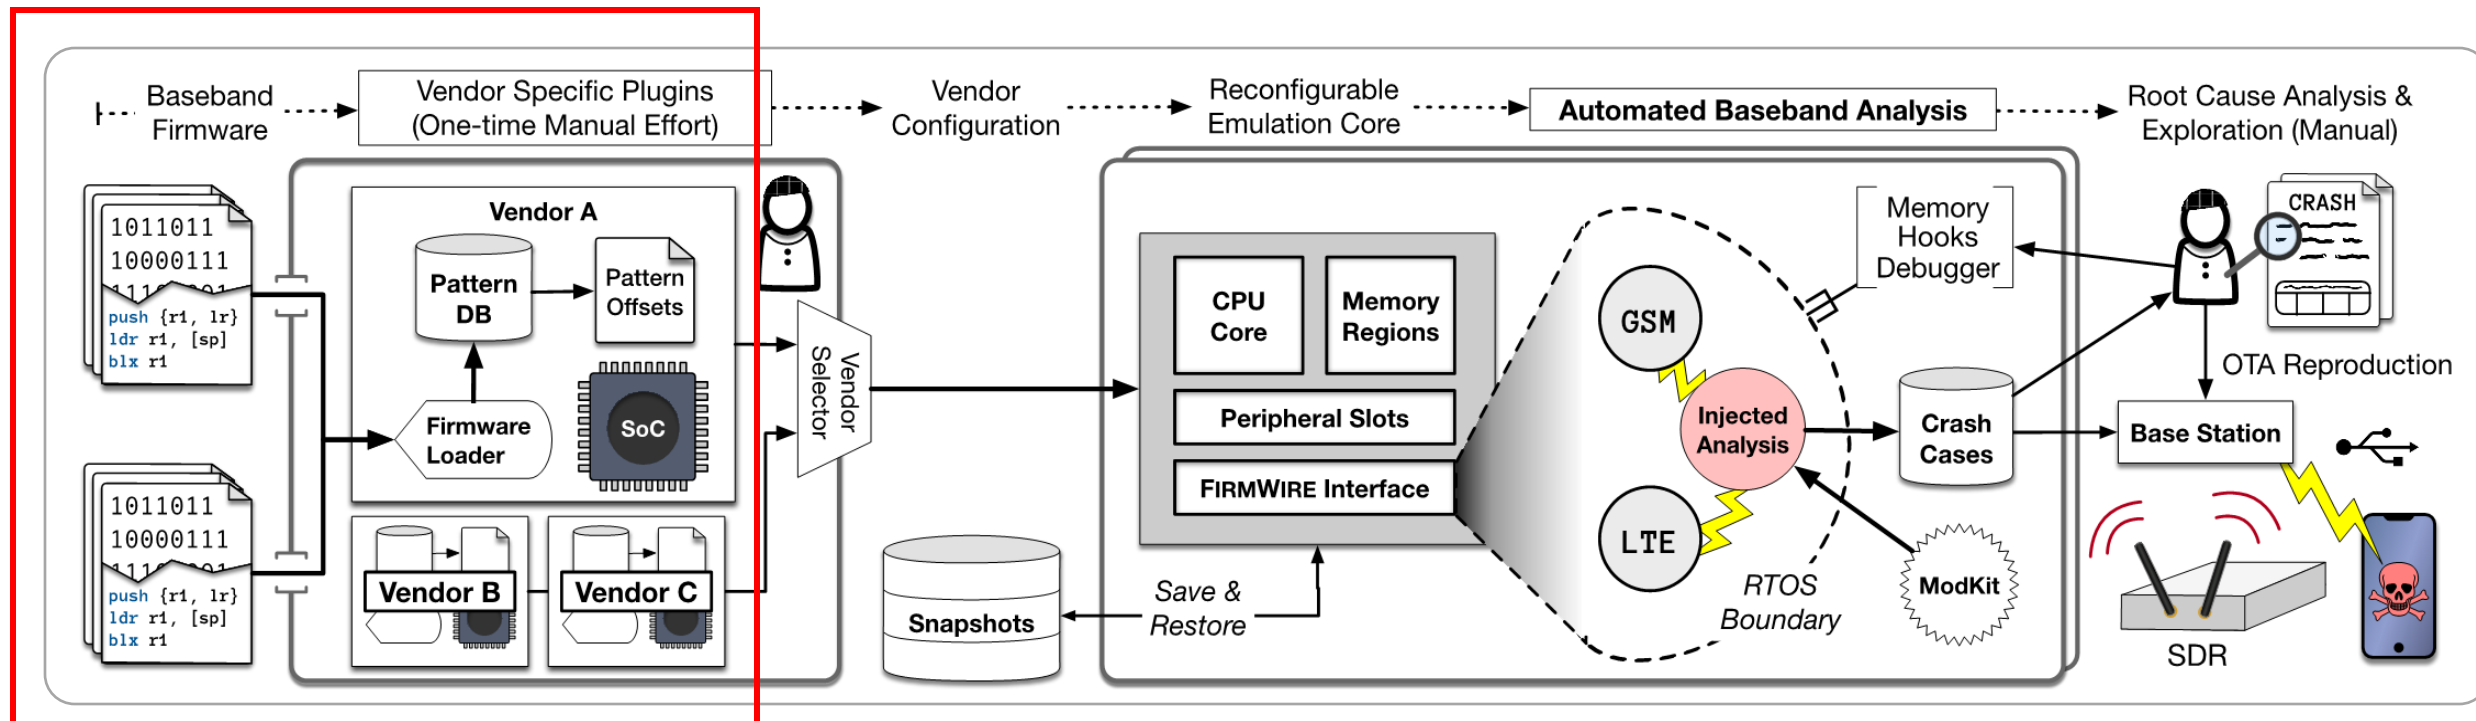 Baseband
Firmware
Vendor Specific Plugins
(One-time Manual Effort)
Vendor
Configuration
Reconfigurable
Emulation Core
Automated Baseband Analysis
Root Cause Analysis &
Exploration (Manual)
1011011
10000111
push {r1, lr}
ldr r1, [sp]
blx r1
1011011
10000111
push {r1, lr}
ldr r1, [sp]
blx r1
Vendor A
Pattern
DB
Pattern
Offsets
Firmware
Loader
SoC
Vendor B
Vendor C
Vendor
Selector
Snapshots
Save &
Restore
CPU
Core
Memory
Regions
Peripheral Slots
FIRMWIRE Interface
GSM
LTE
Injected
Analysis
RTOS
Boundary
Memory
Hooks
Debugger
ModKit
Crash
Cases
CRASH
OTA Reproduction
Base Station
SDR